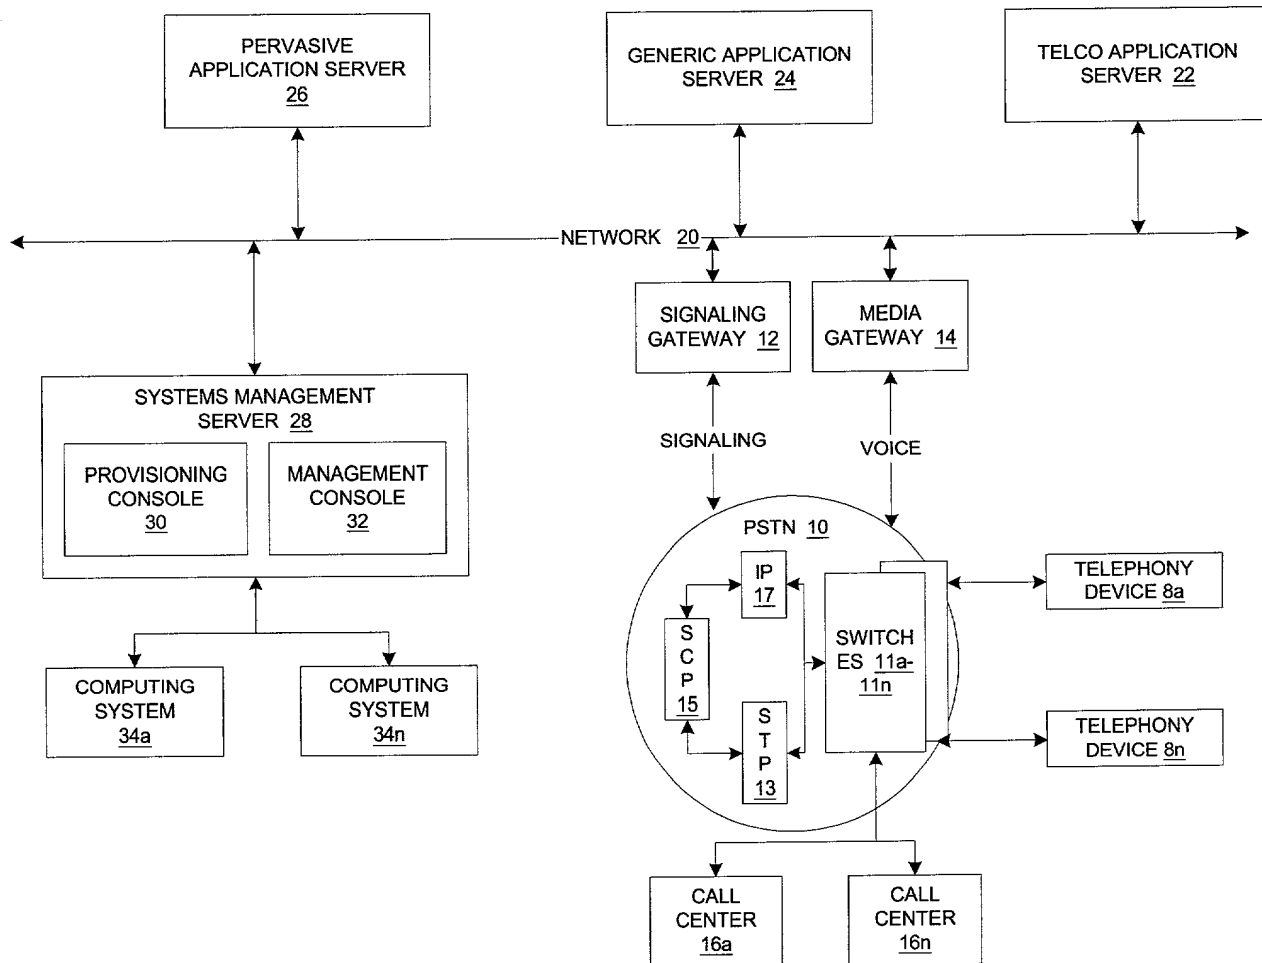 PERVASIVE
APPLICATION SERVER
26
GENERIC APPLICATION
SERVER 24
TELCO APPLICATION
SERVER 22
NETWORK 20
SIGNALING
GATEWAY 12
MEDIA
GATEWAY 14
SYSTEMS MANAGEMENT
SERVER 28
PROVISIONING
CONSOLE
30
MANAGEMENT
CONSOLE
32
SIGNALING
VOICE
PSTN 10
IP
17
S
C
P
15
S
T
P
13
SWITCH
ES 11a-
11n
TELEPHONY
DEVICE 8a
TELEPHONY
DEVICE 8n
COMPUTING
SYSTEM
34a
COMPUTING
SYSTEM
34n
CALL
CENTER
16a
CALL
CENTER
16n